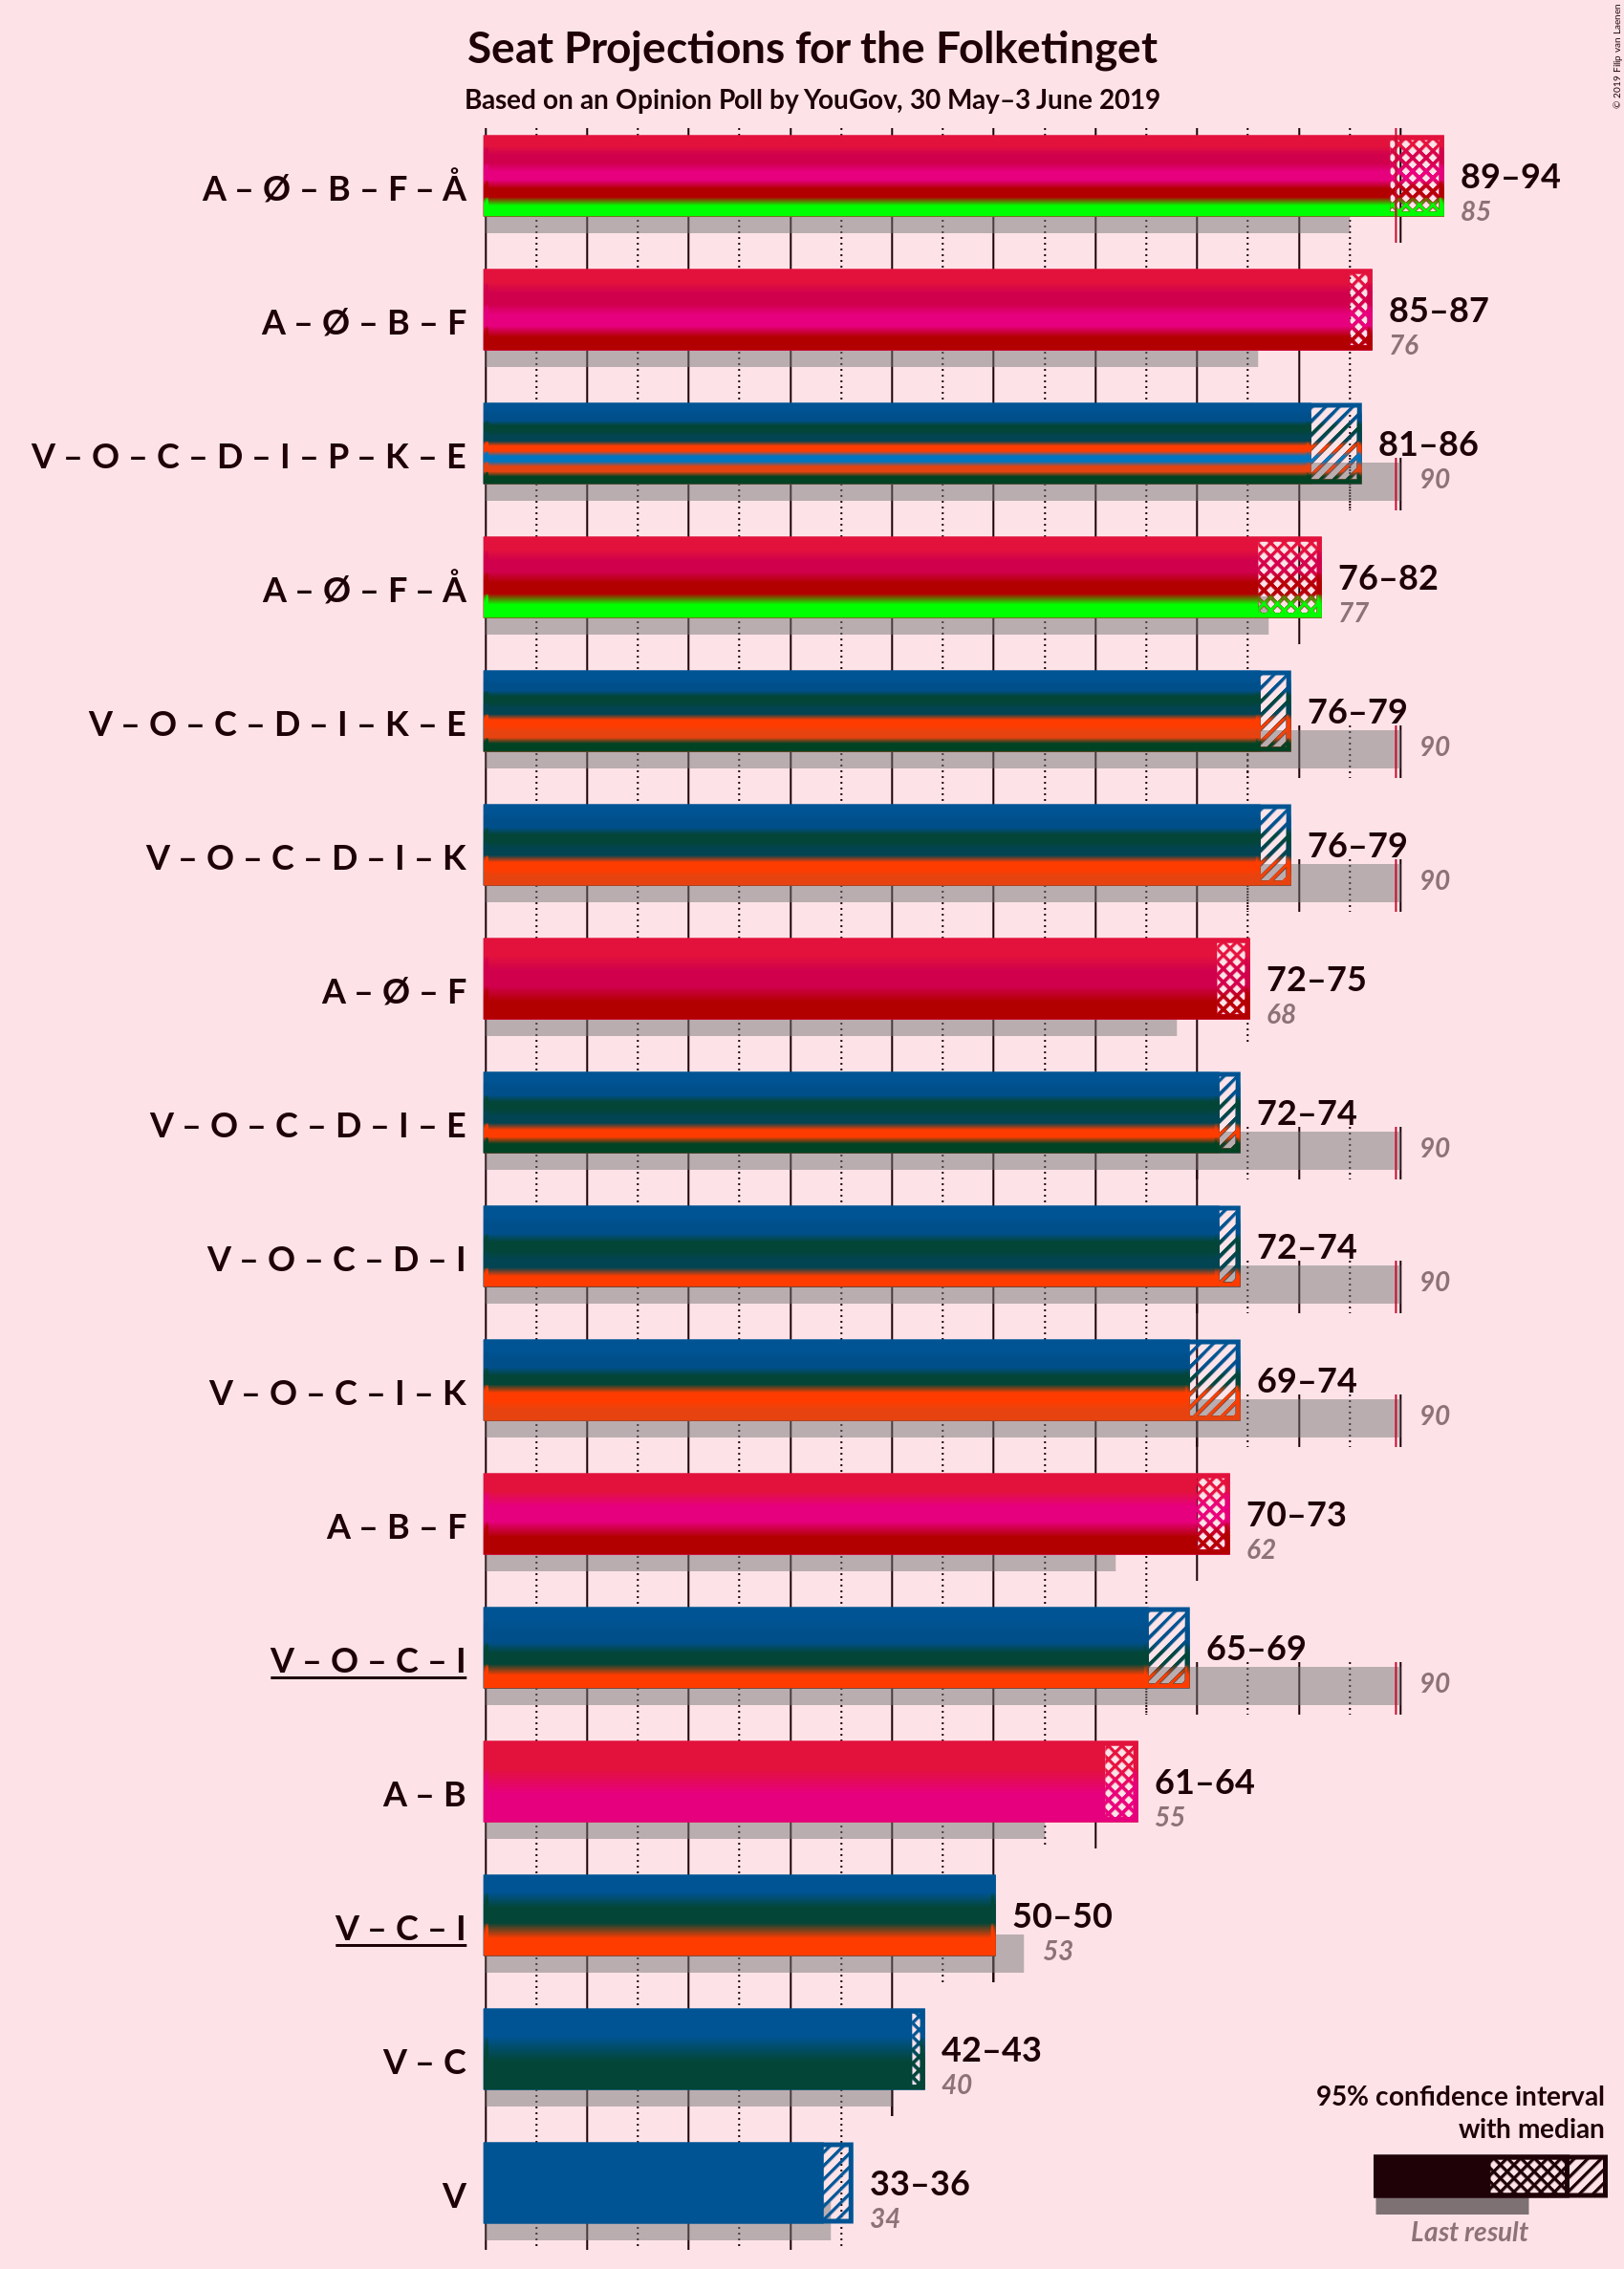 Seat Projections for the Folketinget
Based on an Opinion Poll by YouGov, 30 May–3 June 2019
© 2019 Filip van Laenen
A – Ø – B – F – Å
89–94
85
A – Ø – B – F
85–87
76
V – O – C – D – I – P – K – E
81–86
90
A – Ø – F – Å
76–82
77
V – O – C – D – I – K – E
76–79
90
V – O – C – D – I – K
76–79
90
A – Ø – F
72–75
68
V – O – C – D – I – E
72–74
90
V – O – C – D – I
72–74
90
V – O – C – I – K
69–74
90
A – B – F
70–73
62
V – O – C – I
65–69
90
A – B
61–64
55
V – C – I
50–50
53
V – C
42–43
40
V
33–36
34
95% confidence interval
with median
Last result